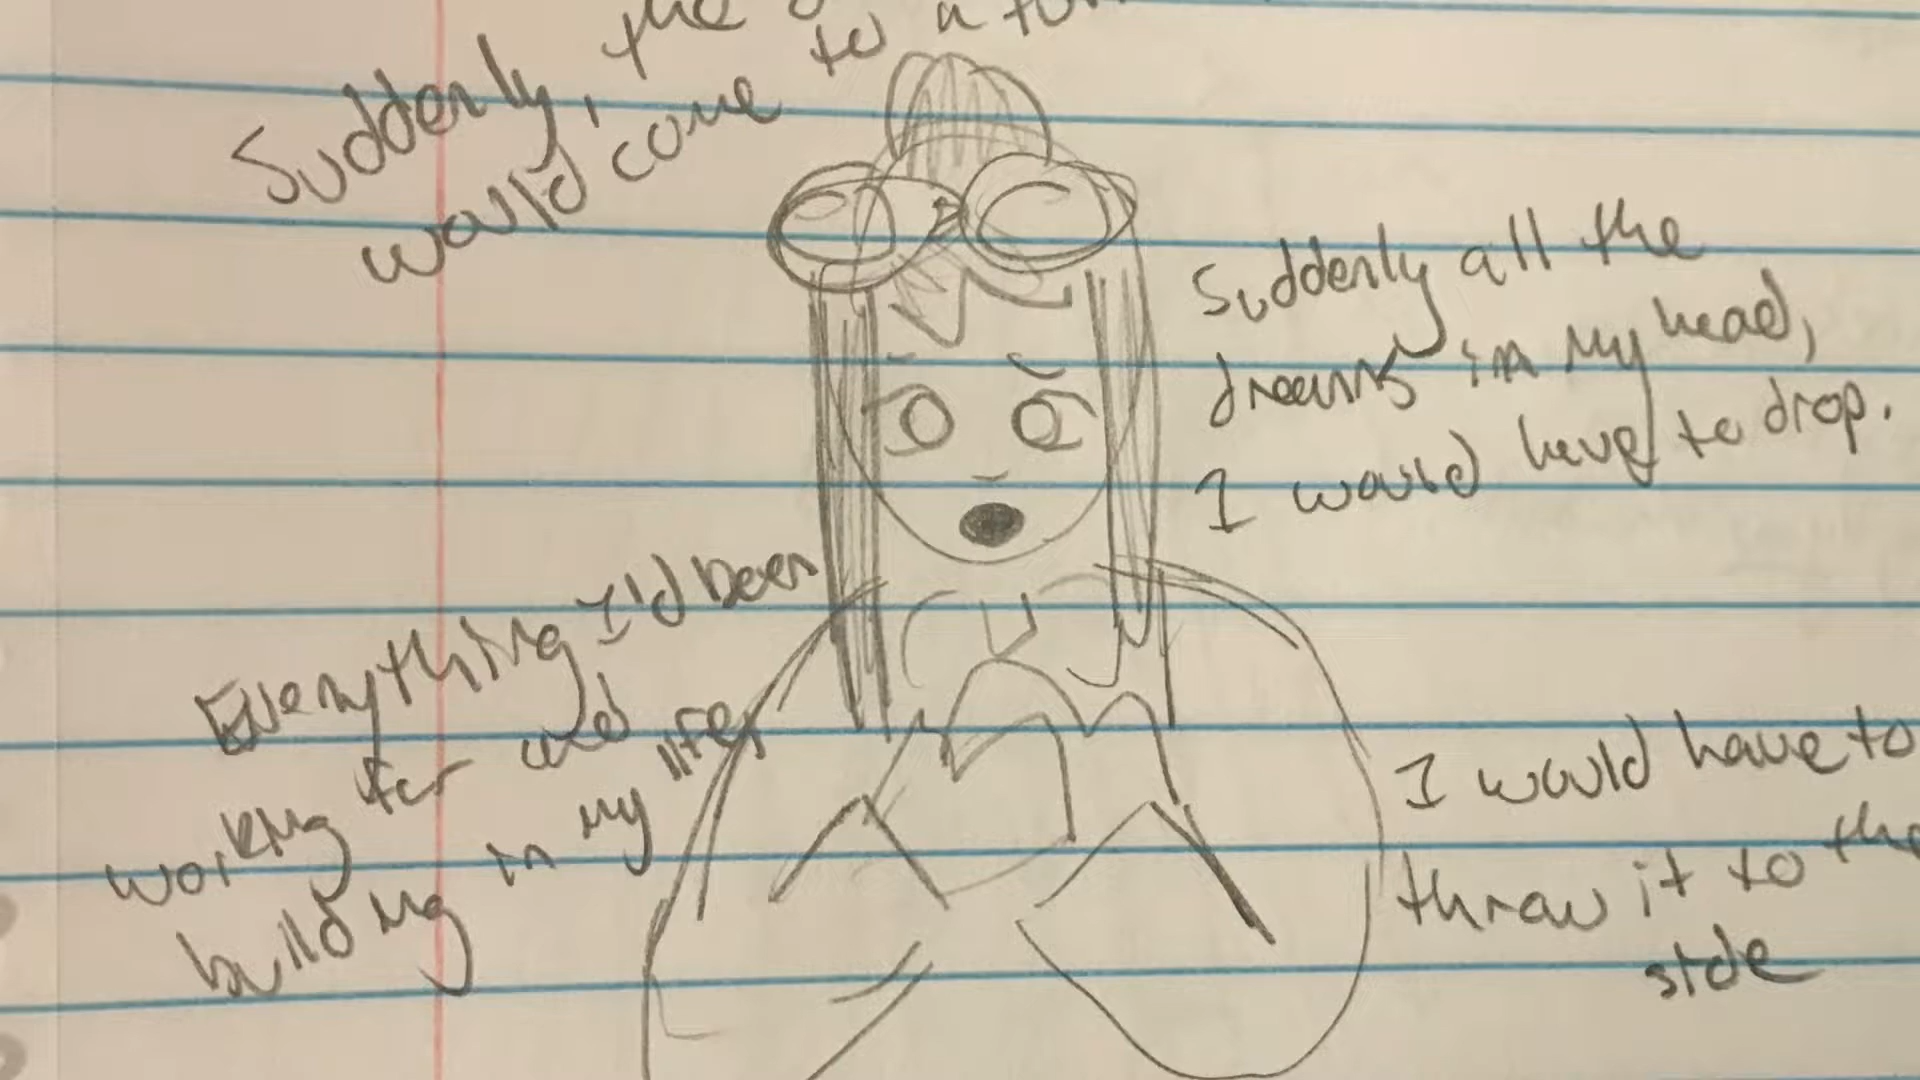 Suddenly, the
would come to a
Suddenly all the
dreams in my head,
I would have to drop.
Everything I'd been
working for and
building in my life,
I would have to
throw it to the
side